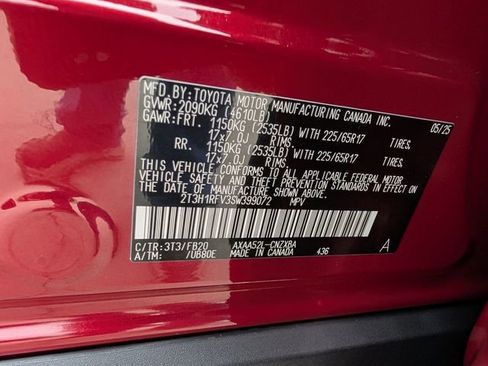 MFD.BY: TOYOTA MOTOR MANUFACTURING CANADA INC. 05/25
GVWR: 2090KG (4610LB)
GAWR: FRT. 1150KG (2535LB) WITH 225/65R17 TIRES.
17x7.0J RIMS.
RR. 1150KG (2535LB) WITH 225/65R17 TIRES.
17x7.0J RIMS.
THIS VEHICLE CONFORMS TO ALL APPLICABLE FEDERAL MOTOR
VEHICLE SAFETY AND THEFT PREVENTION STANDARDS IN EFFECT
ON THE DATE OF MANUFACTURE SHOWN ABOVE.
2T3H1RFV3SW399072 MPV
C/TR: 3T3/FB20 AXAA52L-CNZXBA A
A/TM: /UB80E MADE IN CANADA 436